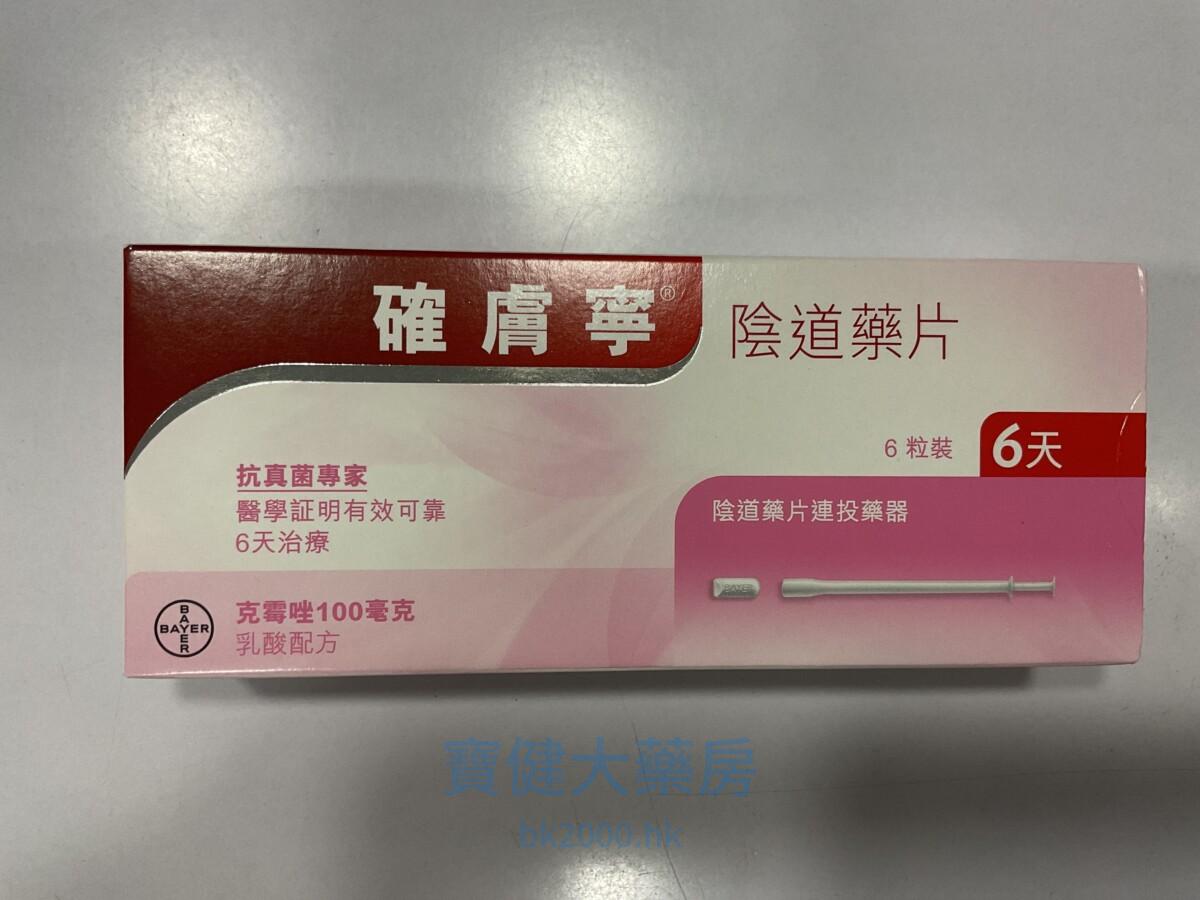 確膚寧®
陰道藥片
6 粒裝
6天
抗真菌專家
醫學証明有效可靠
6天治療
陰道藥片連投藥器
BAYER
BAYER
BAYER
克霉唑100毫克
乳酸配方
寶健大藥房
bk2000.hk